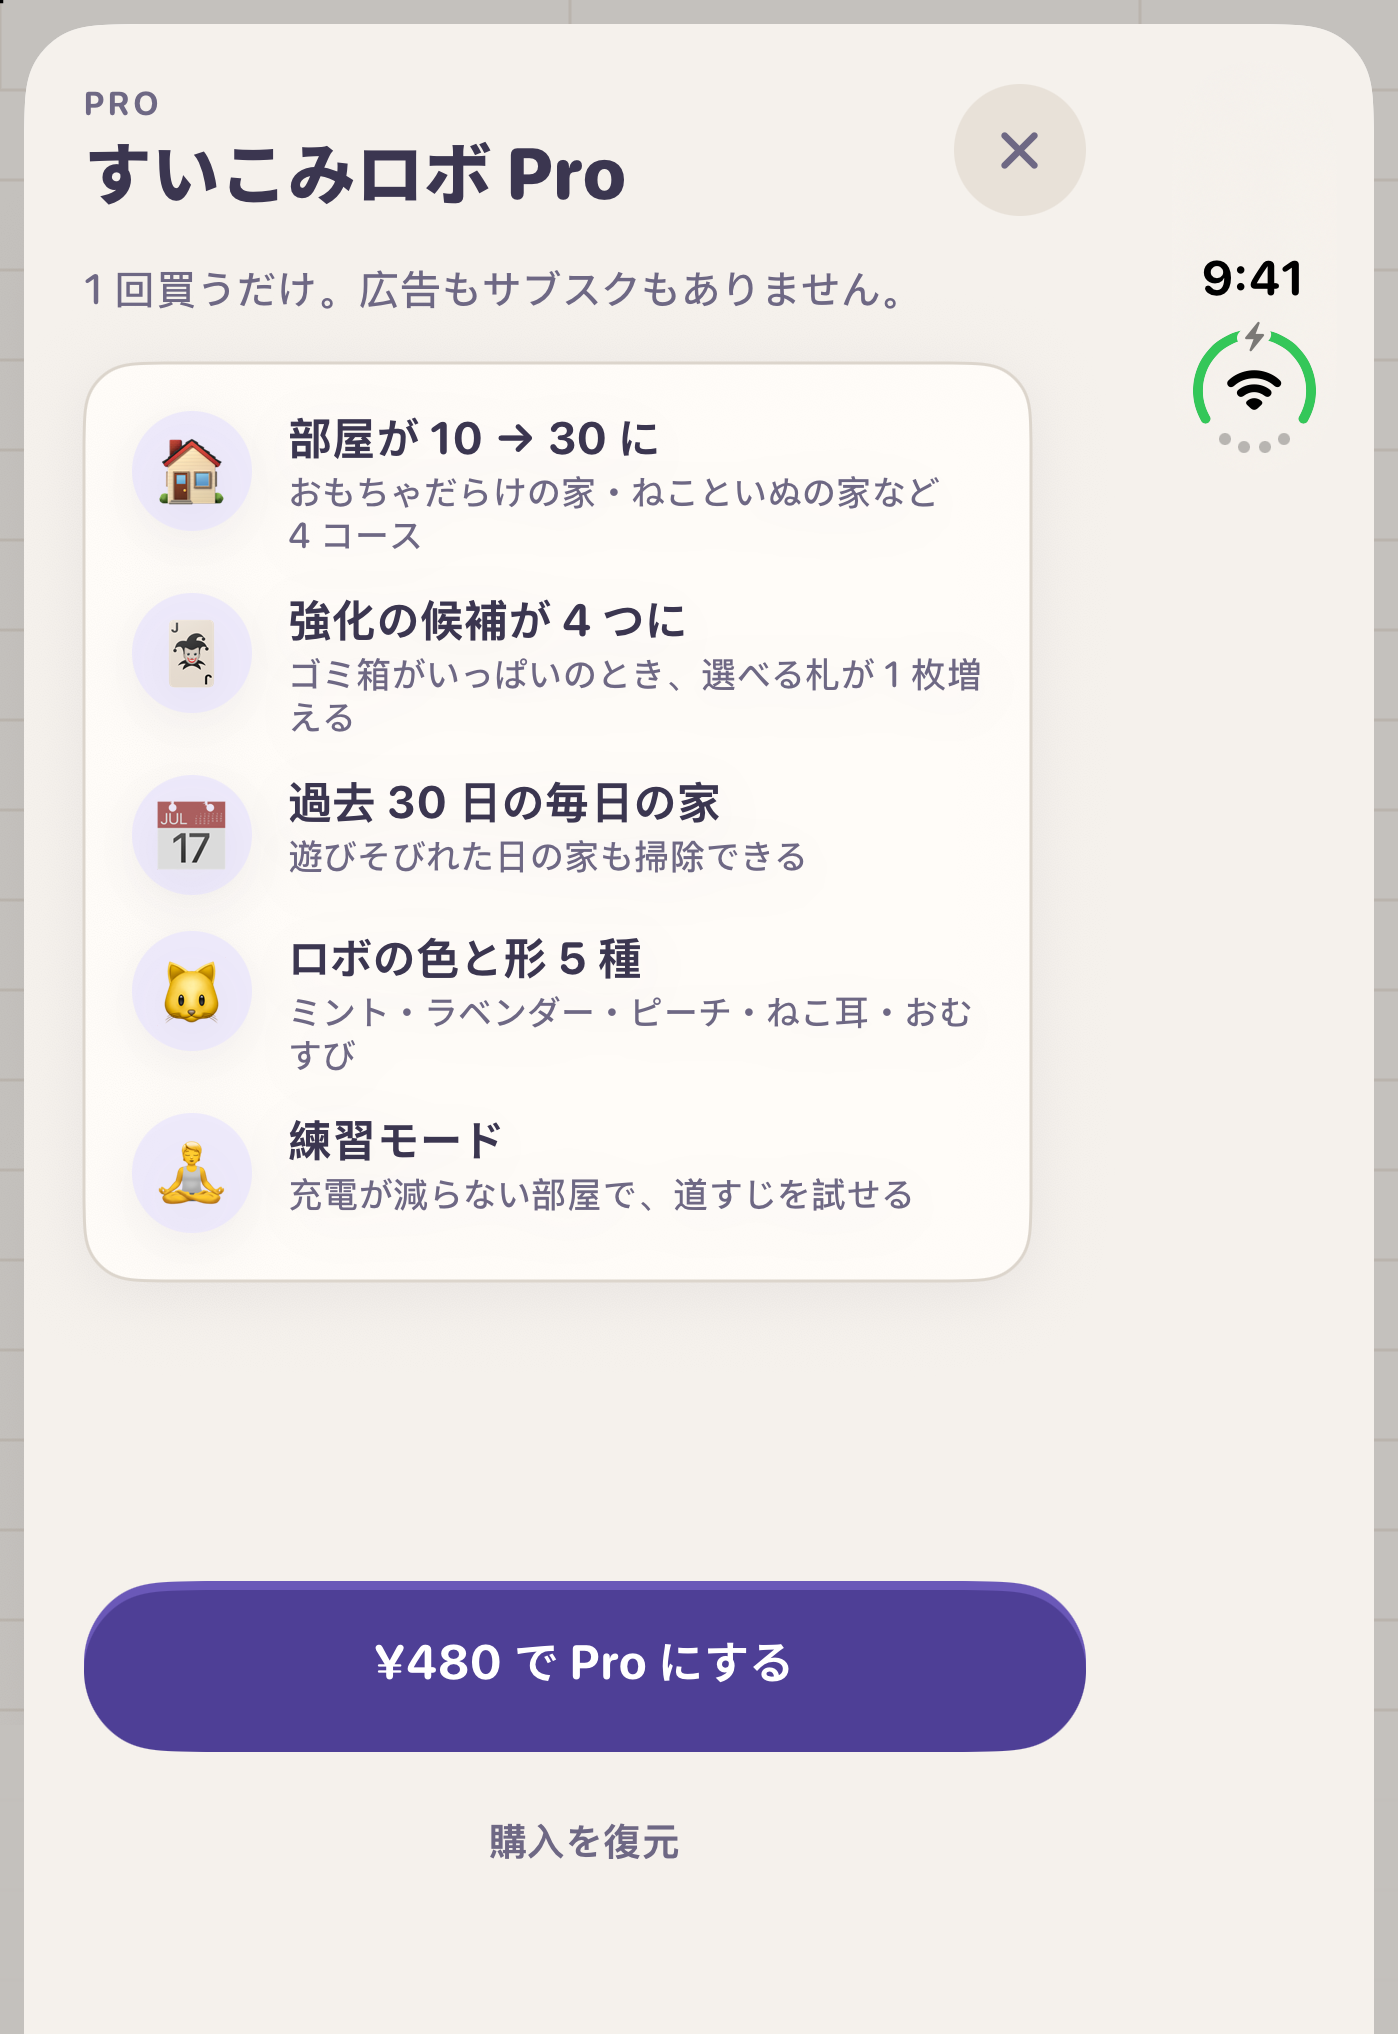 PRO
すいこみロボ Pro
1 回買うだけ。広告もサブスクもありません。
9:41
部屋が 10 → 30 に
おもちゃだらけの家・ねこといぬの家など
4 コース
J
強化の候補が 4 つに
ゴミ箱がいっぱいのとき、選べる札が 1 枚増
える
J
過去 30 日の毎日の家
JUL
17
遊びそびれた日の家も掃除できる
ロボの色と形 5 種
ミント・ラベンダー・ピーチ・ねこ耳・おむ
すび
練習モード
充電が減らない部屋で、道すじを試せる
¥480 で Pro にする
購入を復元